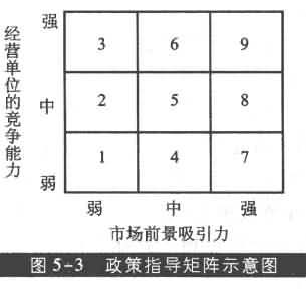 经营单位的竞争能力
强
中
弱
3 6 9
2 5 8
1 4 7
弱 中 强
市场前景吸引力
图 5-3 政策指导矩阵示意图